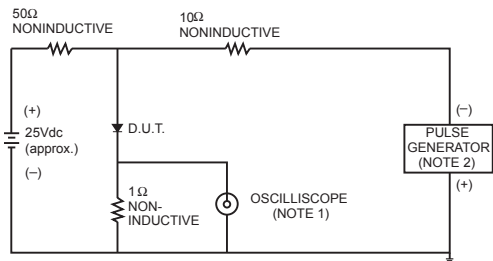 50Ω
NONINDUCTIVE
10Ω
NONINDUCTIVE
(+)
25Vdc
(approx.)
(−)
D.U.T.
1Ω
NON-
INDUCTIVE
OSCILLISCOPE
(NOTE 1)
(−)
PULSE
GENERATOR
(NOTE 2)
(+)